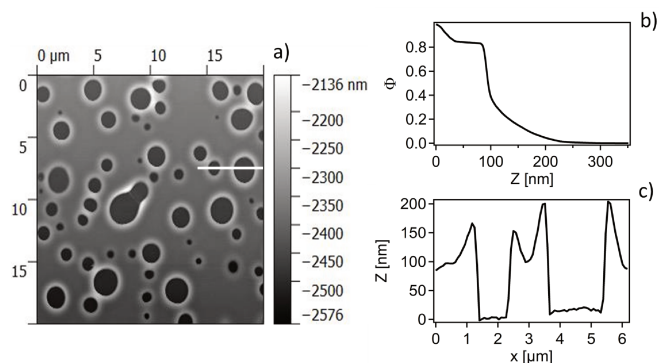 a)
0 µm 5 10 15
0
5
10
15
−2136 nm
−2200
−2250
−2300
−2350
−2400
−2450
−2500
−2576
b)
Φ
0.8
0.6
0.4
0.2
0.0
0 100 200 300
Z [nm]
c)
Z [nm]
200
150
100
50
0
0 1 2 3 4 5 6
x [µm]